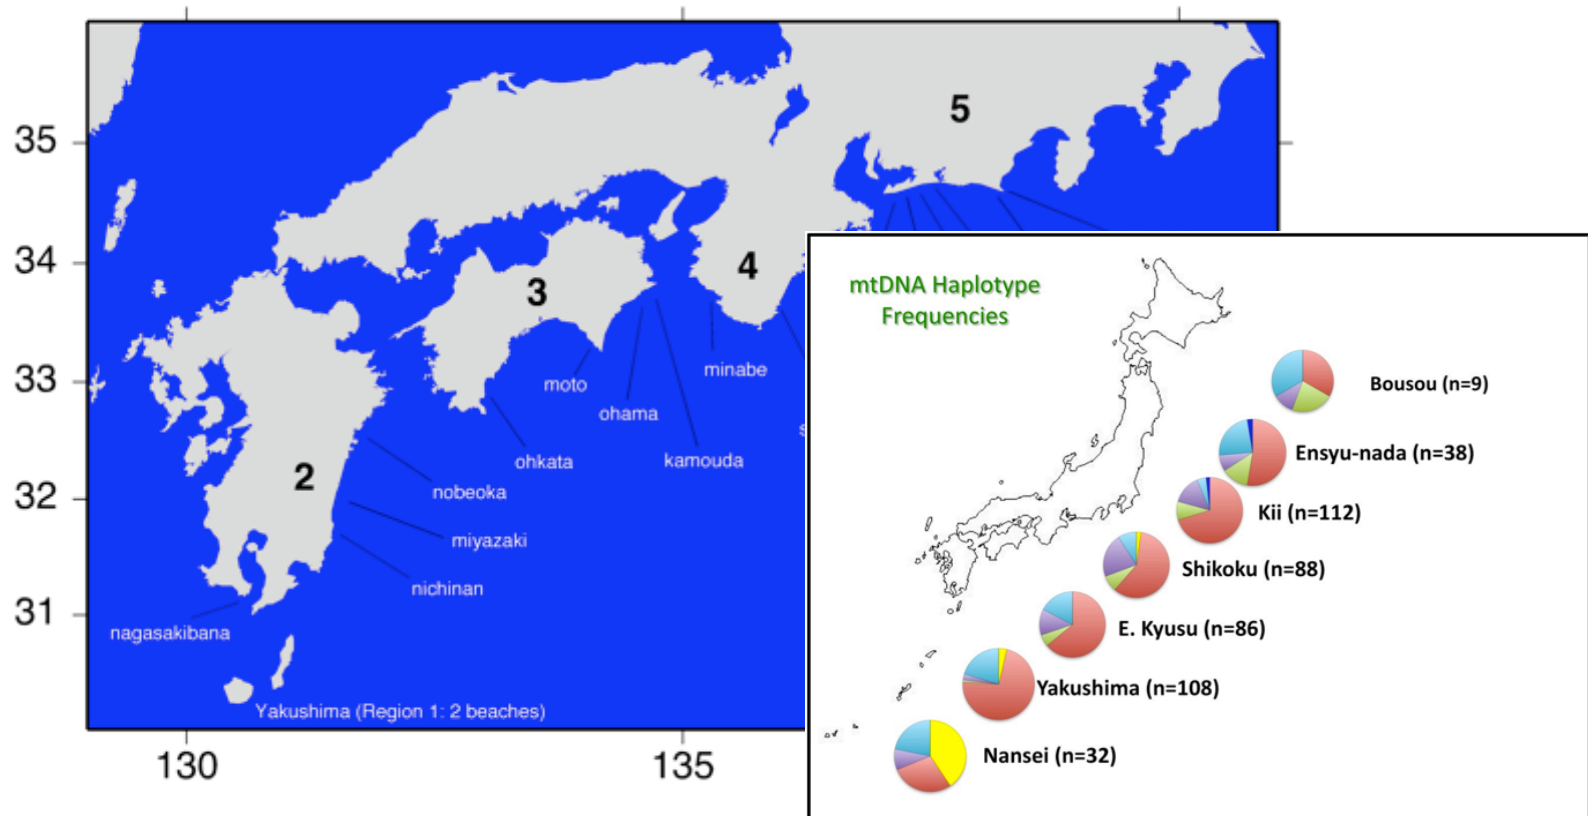 5
35
34
4
3
mtDNA Haplotype
Frequencies
33
moto
minabe
ohama
Bousou (n=9)
ohkata
kamouda
Ensyu-nada (n=38)
2
nobeoka
32
Kii (n=112)
miyazaki
Shikoku (n=88)
nichinan
31
nagasakibana
E. Kyusu (n=86)
Yakushima (n=108)
Yakushima (Region 1: 2 beaches)
Nansei (n=32)
130
135